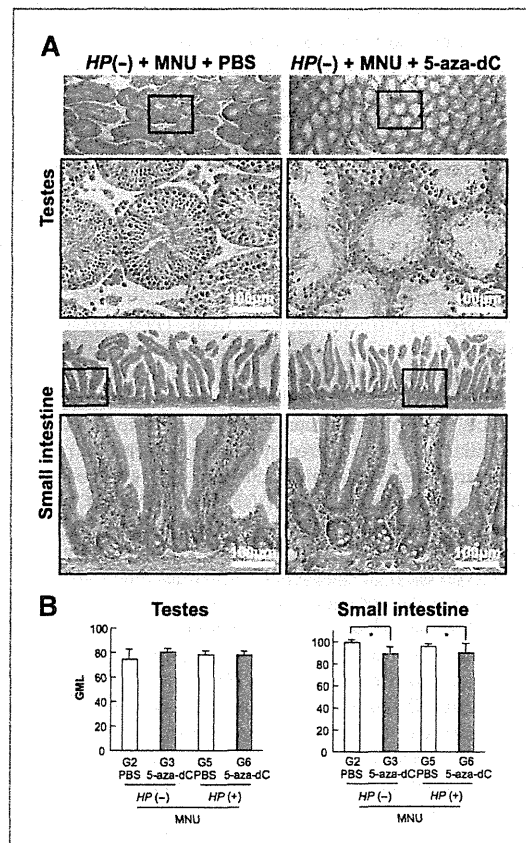 A
HP(–) + MNU + PBS HP(–) + MNU + 5-aza-dC
Testes
100µm 100µm
Small intestine
100µm 100µm
B
Testes Small intestine
GML
80 100
60 80
40 60
20 40
0 20
0
* *
G2 G3 G5 G6 G2 G3 G5 G6
PBS 5-aza-dC PBS 5-aza-dC PBS 5-aza-dC PBS 5-aza-dC
HP (–) HP (+) HP (–) HP (+)
MNU MNU